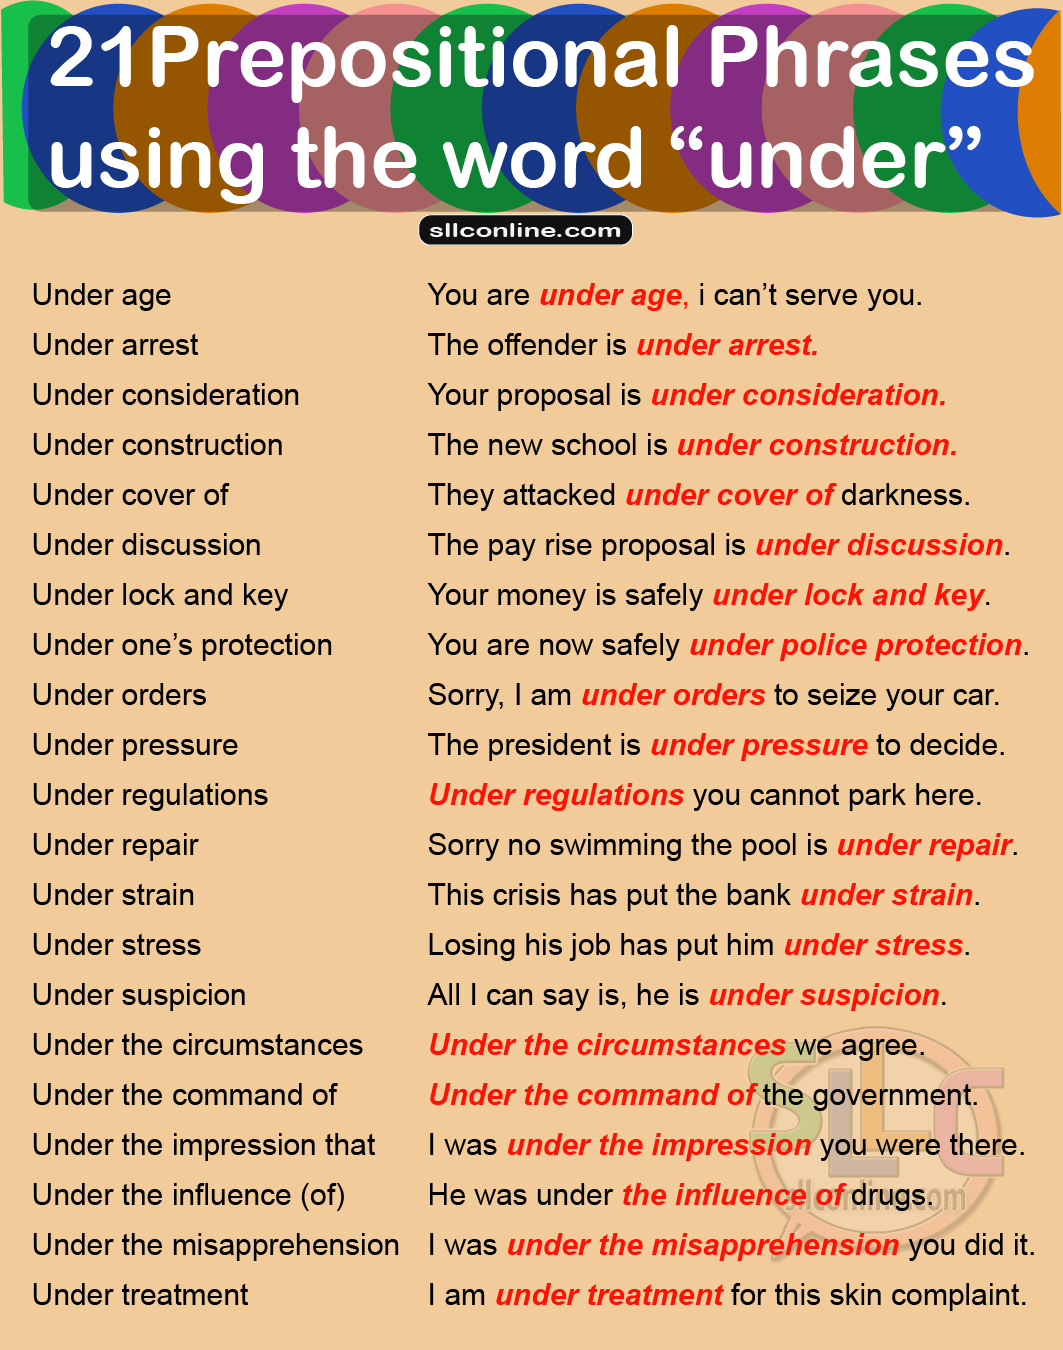 21Prepositional Phrases
using the word “under”
sllconline.com
Under age You are under age, i can’t serve you.
Under arrest The offender is under arrest.
Under consideration Your proposal is under consideration.
Under construction The new school is under construction.
Under cover of They attacked under cover of darkness.
Under discussion The pay rise proposal is under discussion.
Under lock and key Your money is safely under lock and key.
Under one’s protection You are now safely under police protection.
Under orders Sorry, I am under orders to seize your car.
Under pressure The president is under pressure to decide.
Under regulations Under regulations you cannot park here.
Under repair Sorry no swimming the pool is under repair.
Under strain This crisis has put the bank under strain.
Under stress Losing his job has put him under stress.
Under suspicion All I can say is, he is under suspicion.
Under the circumstances Under the circumstances we agree.
Under the command of Under the command of the government.
Under the impression that I was under the impression you were there.
Under the influence (of) He was under the influence of drugs.
Under the misapprehension I was under the misapprehension you did it.
Under treatment I am under treatment for this skin complaint.
SLLC
sllconline.com